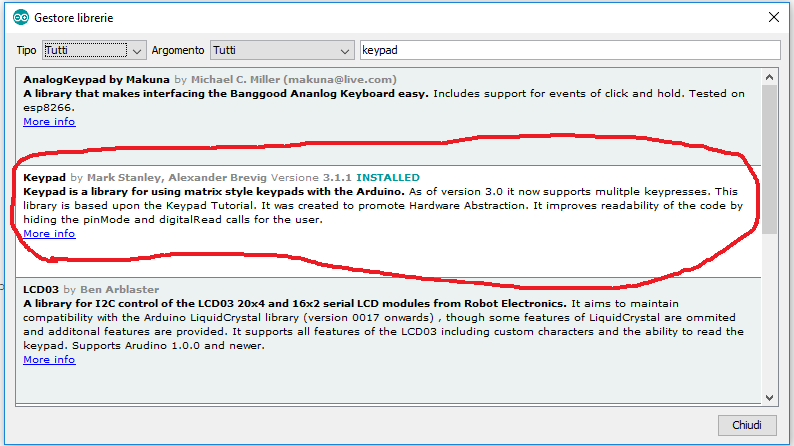 Gestore librerie
Tipo Tutti Argomento Tutti keypad
AnalogKeypad by Makuna by Michael C. Miller (makuna@live.com)
A library that makes interfacing the Banggood Ananlog Keyboard easy. Includes support for events of click and hold. Tested on
esp8266.
More info
Keypad by Mark Stanley, Alexander Brevig Versione 3.1.1 INSTALLED
Keypad is a library for using matrix style keypads with the Arduino. As of version 3.0 it now supports mulitple keypresses. This
library is based upon the Keypad Tutorial. It was created to promote Hardware Abstraction. It improves readability of the code by
hiding the pinMode and digitalRead calls for the user.
More info
LCD03 by Ben Arblaster
A library for I2C control of the LCD03 20x4 and 16x2 serial LCD modules from Robot Electronics. It aims to maintain
compatibility with the Arduino LiquidCrystal library (version 0017 onwards) , though some features of LiquidCrystal are ommited
and additonal features are provided. It supports all features of the LCD03 including custom characters and the ability to read the
keypad. Supports Arudino 1.0.0 and newer.
More info
Chiudi